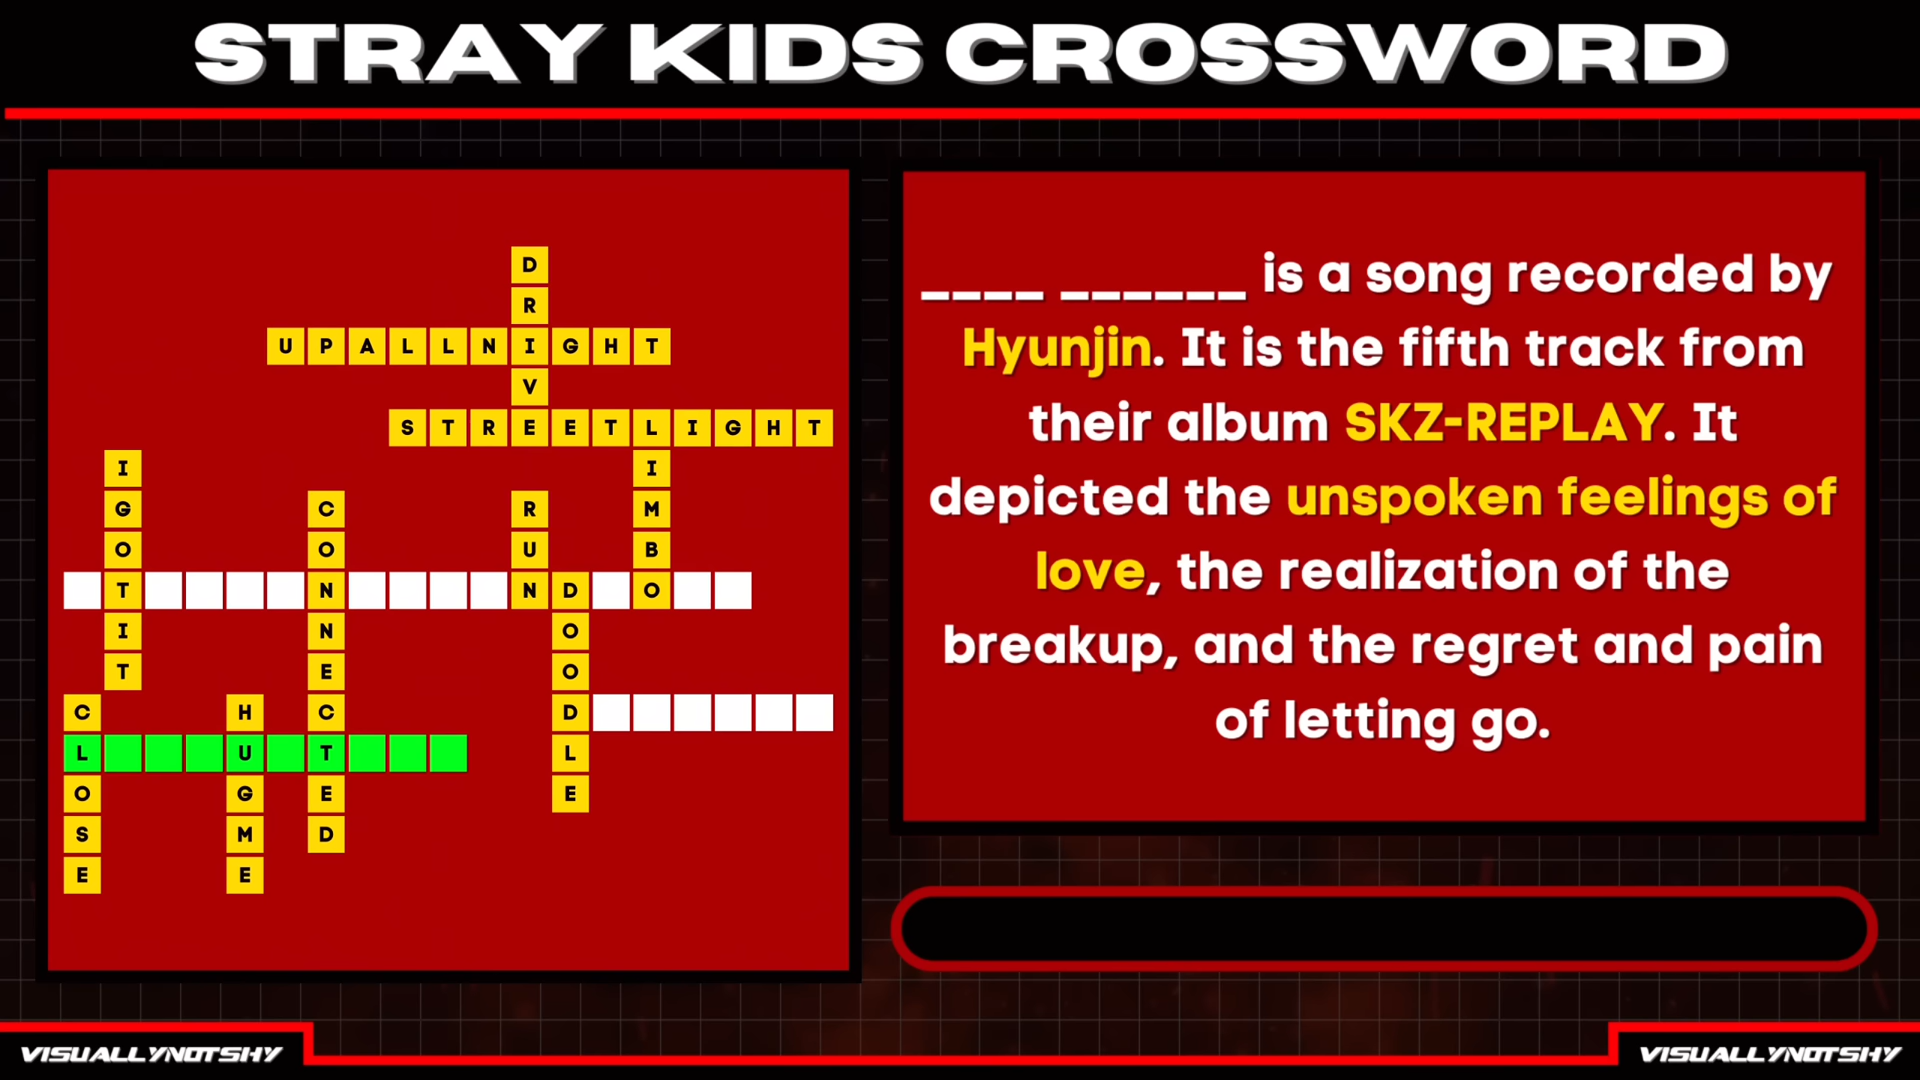 STRAY KIDS CROSSWORD
D
R
UPALLNIGHT
V
STREETLIGHT
I I
G C R M
O O U B
T N N D O
I N O
T E O
C H C D
L U T L
O G E E
S M D
E E
____ ______ is a song recorded by
Hyunjin. It is the fifth track from
their album SKZ-REPLAY. It
depicted the unspoken feelings of
love, the realization of the
breakup, and the regret and pain
of letting go.
VISUALLYNOTSHY
VISUALLYNOTSHY